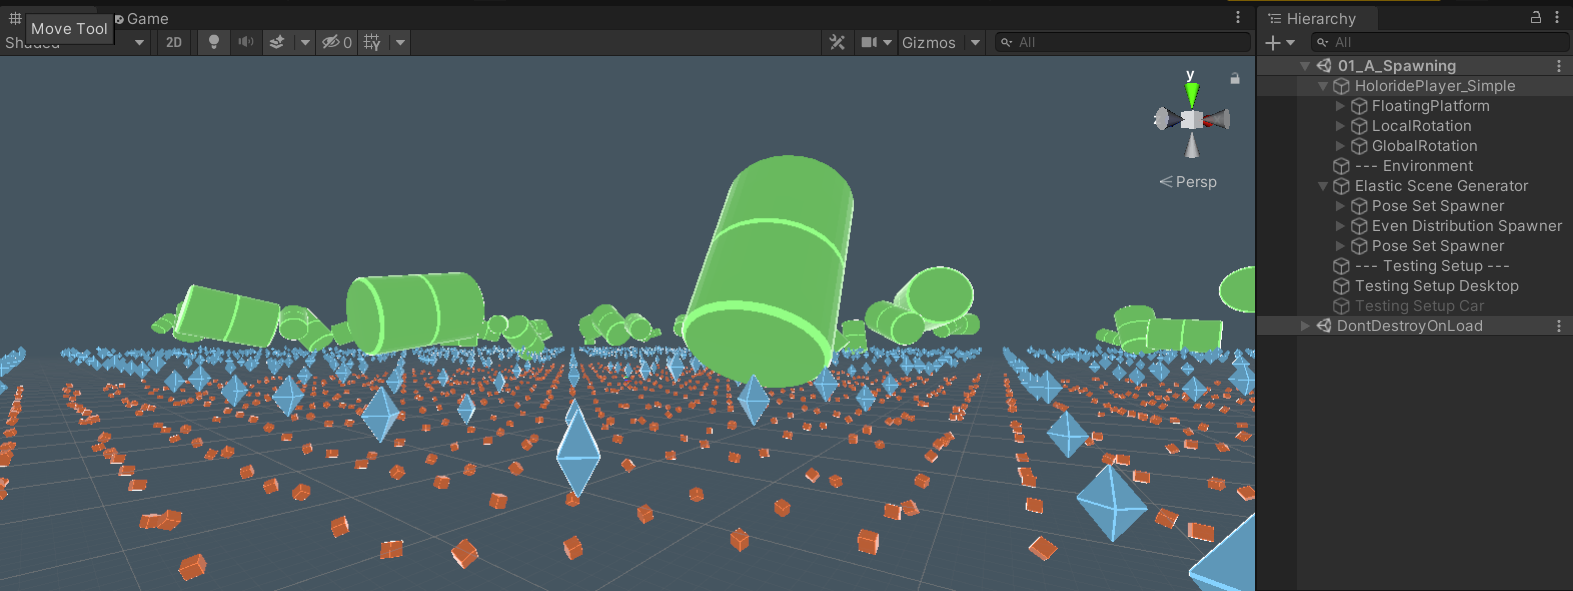 Game
Move Tool
Shaded
2D
0
Gizmos
All
y
Persp
Hierarchy
All
01_A_Spawning
HoloridePlayer_Simple
FloatingPlatform
LocalRotation
GlobalRotation
--- Environment
Elastic Scene Generator
Pose Set Spawner
Even Distribution Spawner
Pose Set Spawner
--- Testing Setup ---
Testing Setup Desktop
Testing Setup Car
DontDestroyOnLoad